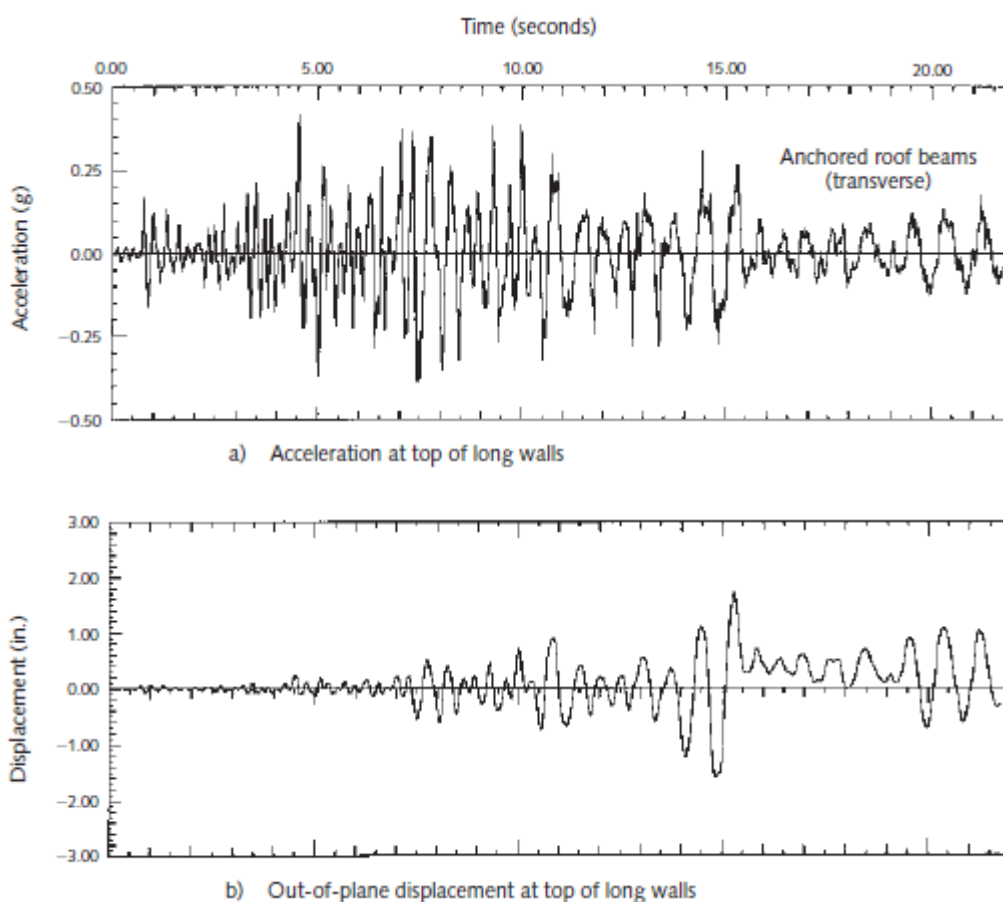 Time (seconds)
0.00 5.00 10.00 15.00 20.00
0.50
0.25
0.00
−0.25
−0.50
Acceleration (g)
Anchored roof beams
(transverse)
a) Acceleration at top of long walls
3.00
2.00
1.00
0.00
−1.00
−2.00
−3.00
Displacement (in.)
b) Out-of-plane displacement at top of long walls